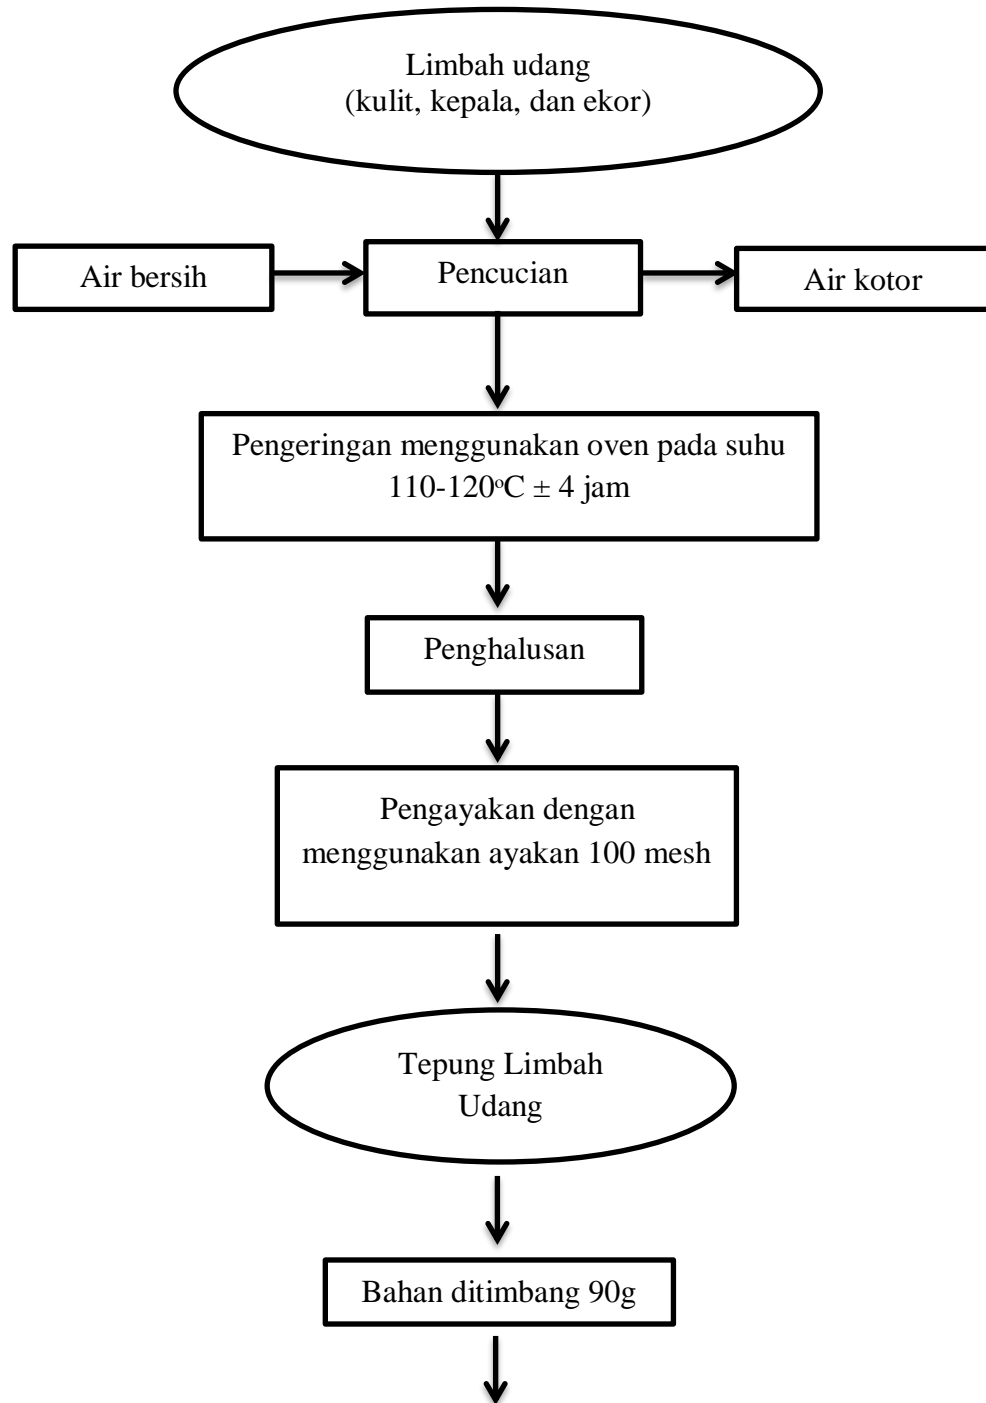 Limbah udang
(kulit, kepala, dan ekor)
Air bersih
Pencucian
Air kotor
Pengeringan menggunakan oven pada suhu
110-120ᵒC ± 4 jam
Penghalusan
Pengayakan dengan
menggunakan ayakan 100 mesh
Tepung Limbah
Udang
Bahan ditimbang 90g